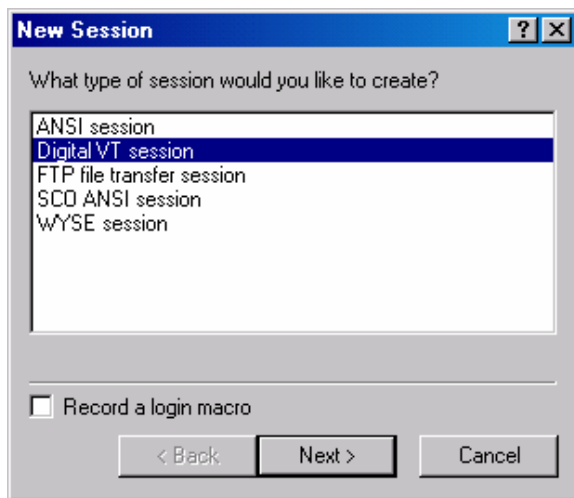 New Session
What type of session would you like to create?
ANSI session
Digital VT session
FTP file transfer session
SCO ANSI session
WYSE session
Record a login macro
< Back Next > Cancel